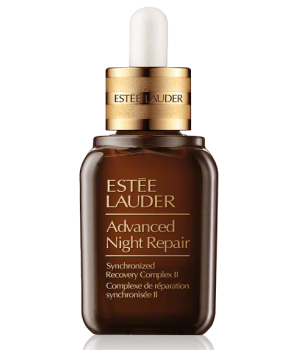 ESTĒE LAUDER
ESTĒE
LAUDER
Advanced
Night Repair
Synchronized
Recovery Complex II
Complexe de réparation
synchronisée II